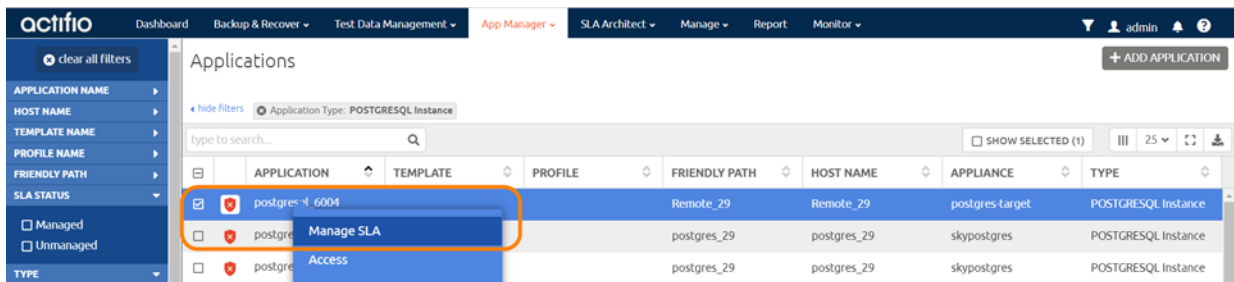 actifio Dashboard Backup & Recover Test Data Management App Manager SLA Architect Manage Report Monitor admin
clear all filters
Applications
+ ADD APPLICATION
APPLICATION NAME
HOST NAME
TEMPLATE NAME
PROFILE NAME
FRIENDLY PATH
SLA STATUS
Managed
Unmanaged
TYPE
hide filters Application Type: POSTGRESQL Instance
type to search... SHOW SELECTED (1) 25
APPLICATION TEMPLATE PROFILE FRIENDLY PATH HOST NAME APPLIANCE TYPE
postgresql_6004 Remote_29 Remote_29 postgres-target POSTGRESQL Instance
postgre Manage SLA postgres_29 postgres_29 skypostgres POSTGRESQL Instance
postgre Access postgres_29 postgres_29 skypostgres POSTGRESQL Instance